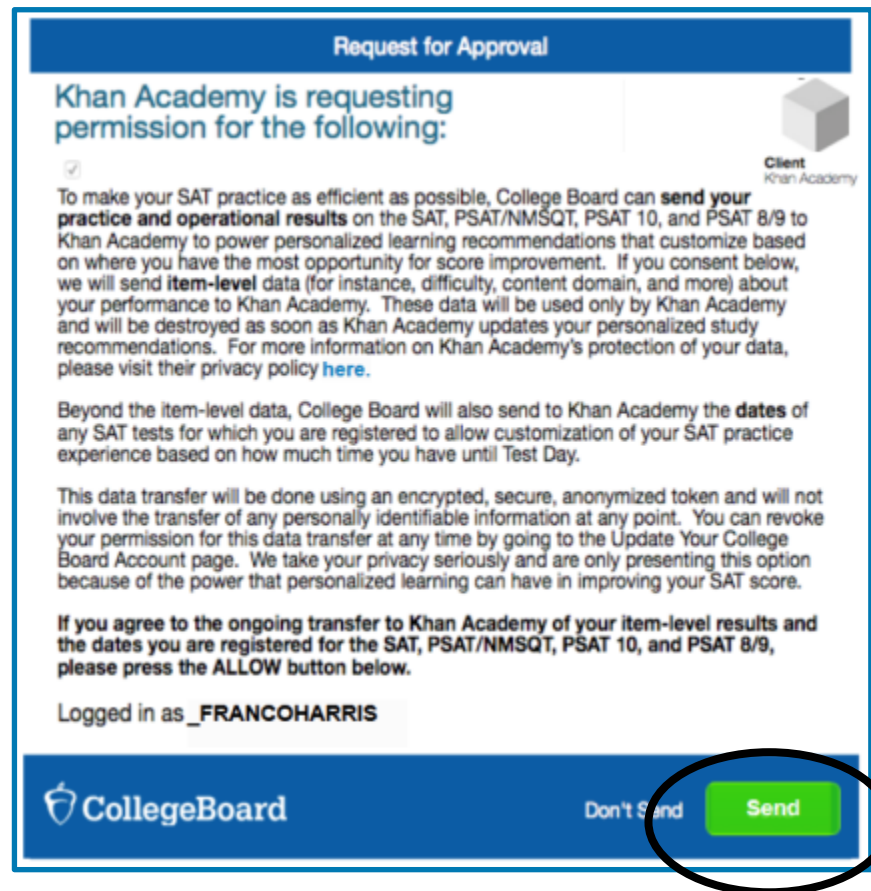 Request for Approval
Khan Academy is requesting
permission for the following:
Client
Khan Academy
To make your SAT practice as efficient as possible, College Board can send your
practice and operational results on the SAT, PSAT/NMSQT, PSAT 10, and PSAT 8/9 to
Khan Academy to power personalized learning recommendations that customize based
on where you have the most opportunity for score improvement.  If you consent below,
we will send item-level data (for instance, difficulty, content domain, and more) about
your performance to Khan Academy.  These data will be used only by Khan Academy
and will be destroyed as soon as Khan Academy updates your personalized study
recommendations.  For more information on Khan Academy's protection of your data,
please visit their privacy policy here.
Beyond the item-level data, College Board will also send to Khan Academy the dates of
any SAT tests for which you are registered to allow customization of your SAT practice
experience based on how much time you have until Test Day.
This data transfer will be done using an encrypted, secure, anonymized token and will not
involve the transfer of any personally identifiable information at any point.  You can revoke
your permission for this data transfer at any time by going to the Update Your College
Board Account page.  We take your privacy seriously and are only presenting this option
because of the power that personalized learning can have in improving your SAT score.
If you agree to the ongoing transfer to Khan Academy of your item-level results and
the dates you are registered for the SAT, PSAT/NMSQT, PSAT 10, and PSAT 8/9,
please press the ALLOW button below.
Logged in as _FRANCOHARRIS
CollegeBoard
Don't Send
Send